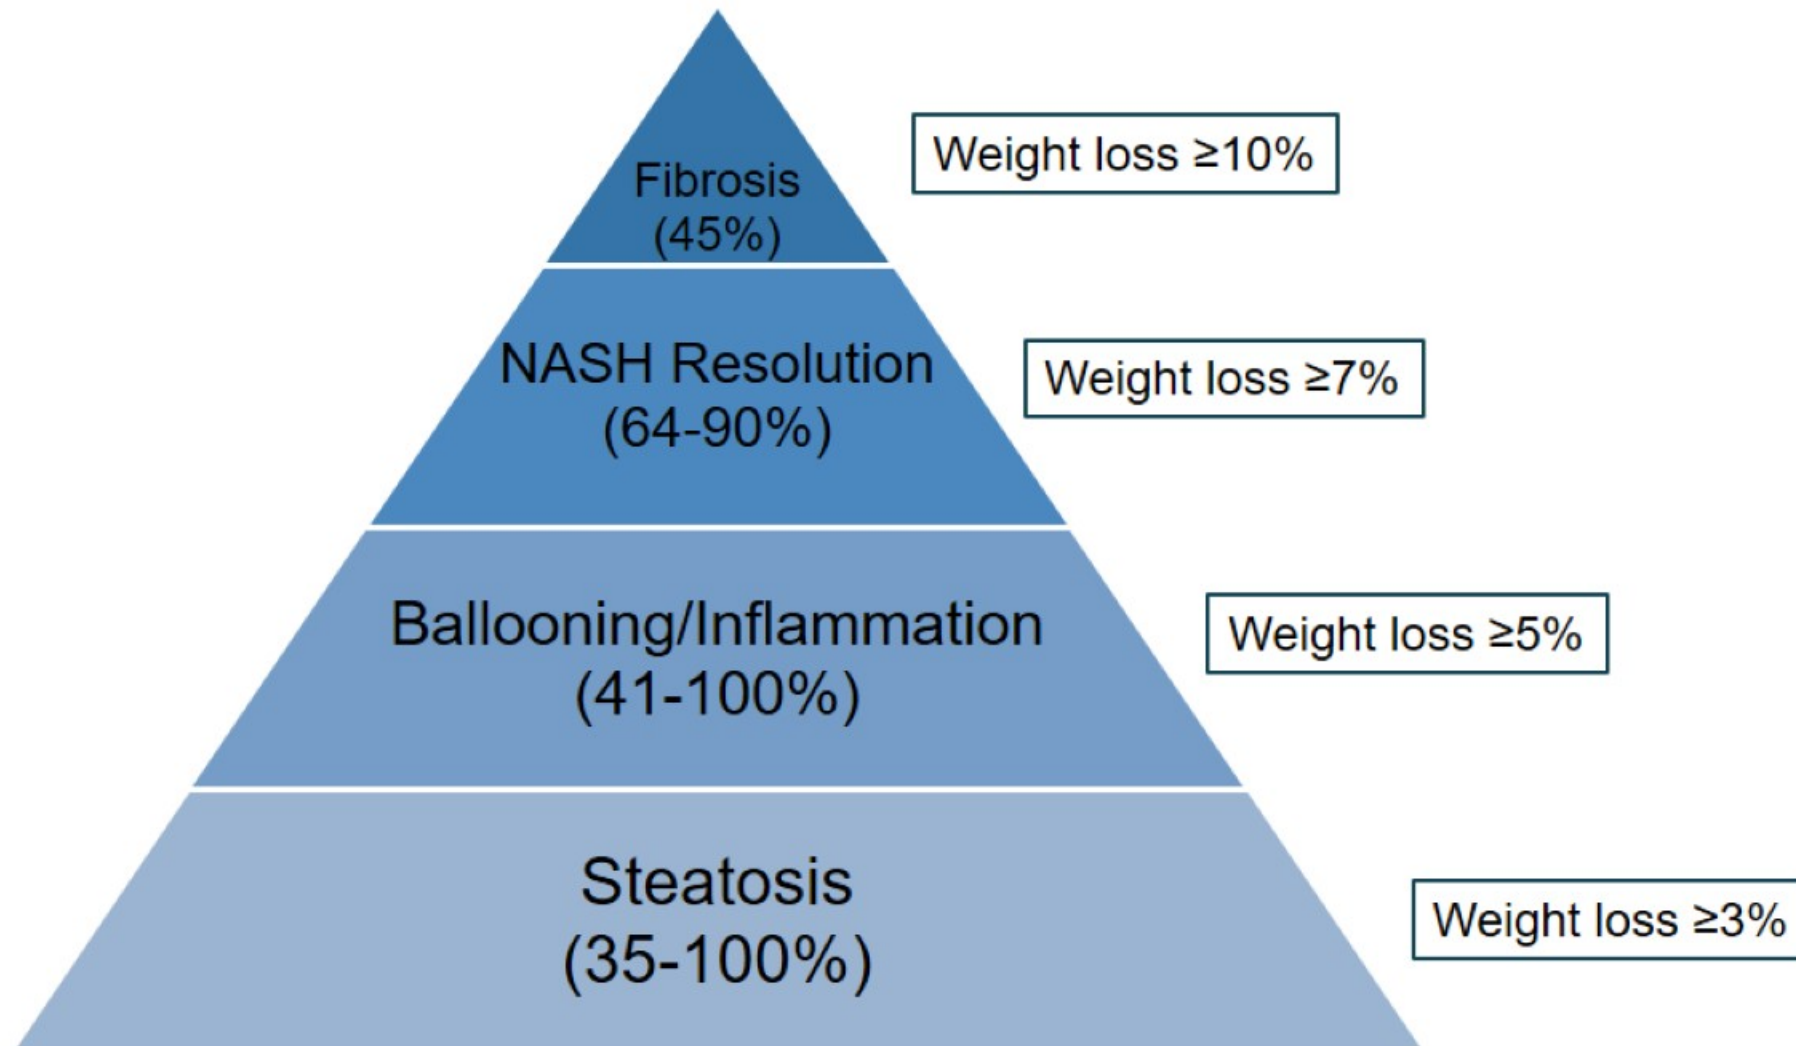 Fibrosis
(45%)
Weight loss ≥10%
NASH Resolution
(64-90%)
Weight loss ≥7%
Ballooning/Inflammation
(41-100%)
Weight loss ≥5%
Steatosis
(35-100%)
Weight loss ≥3%